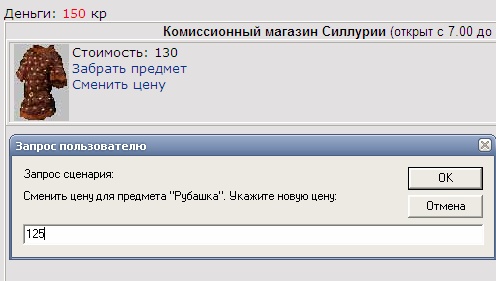 Деньги: 150 кр
Комиссионный магазин Силлурии (открыт с 7.00 до
Стоимость: 130
Забрать предмет
Сменить цену
Запрос пользователю
Запрос сценария:
OK
Сменить цену для предмета "Рубашка". Укажите новую цену:
Отмена
125